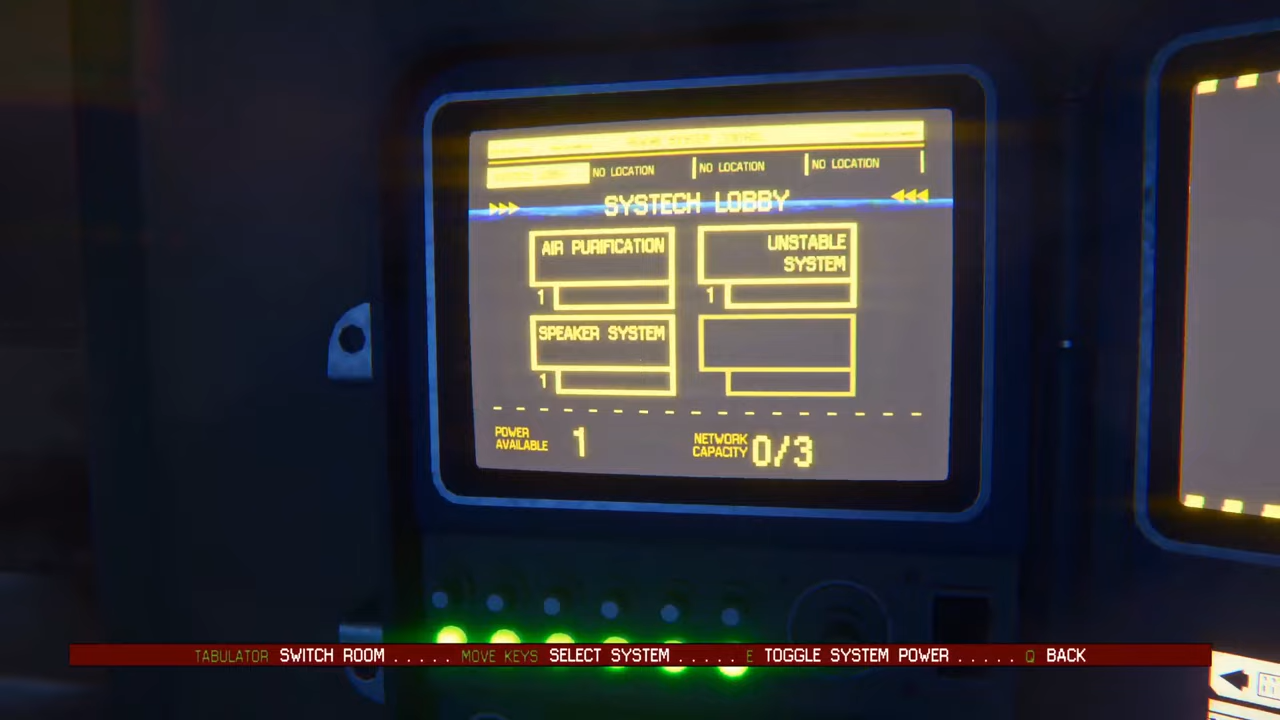 NO LOCATION NO LOCATION NO LOCATION
SYSTECH LOBBY
AIR PURIFICATION
1
UNSTABLE
SYSTEM
1
SPEAKER SYSTEM
1
POWER
AVAILABLE 1
NETWORK
CAPACITY 0/3
TABULATOR SWITCH ROOM ..... MOVE KEYS SELECT SYSTEM ..... E TOGGLE SYSTEM POWER ..... Q BACK